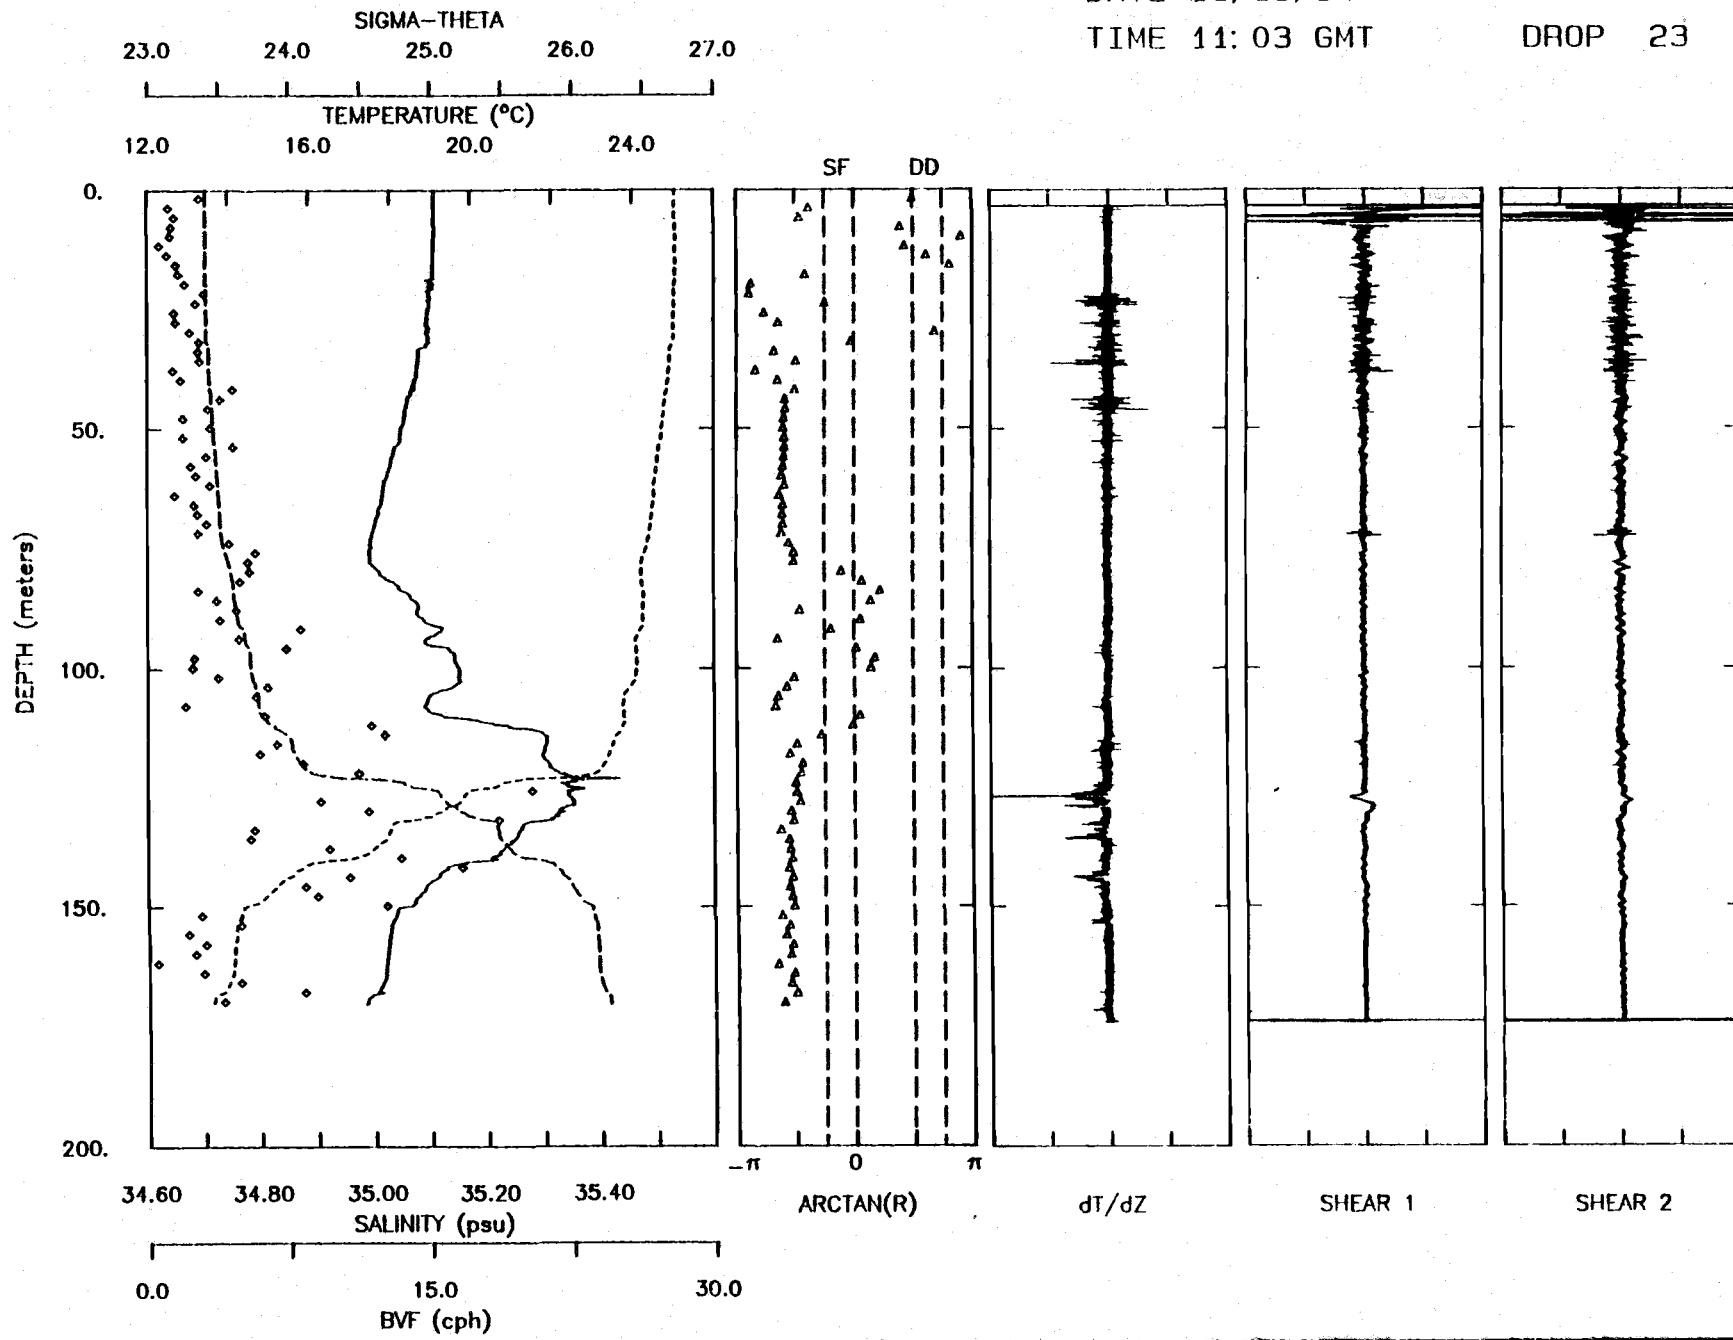 TIME 11:03 GMT DROP 23
SIGMA-THETA
23.0 24.0 25.0 26.0 27.0
TEMPERATURE (°C)
12.0 16.0 20.0 24.0
SF DD
0.
50.
100.
150.
200.
DEPTH (meters)
-π 0 π
34.60 34.80 35.00 35.20 35.40
SALINITY (psu)
ARCTAN(R) dT/dZ SHEAR 1 SHEAR 2
0.0 15.0 30.0
BVF (cph)